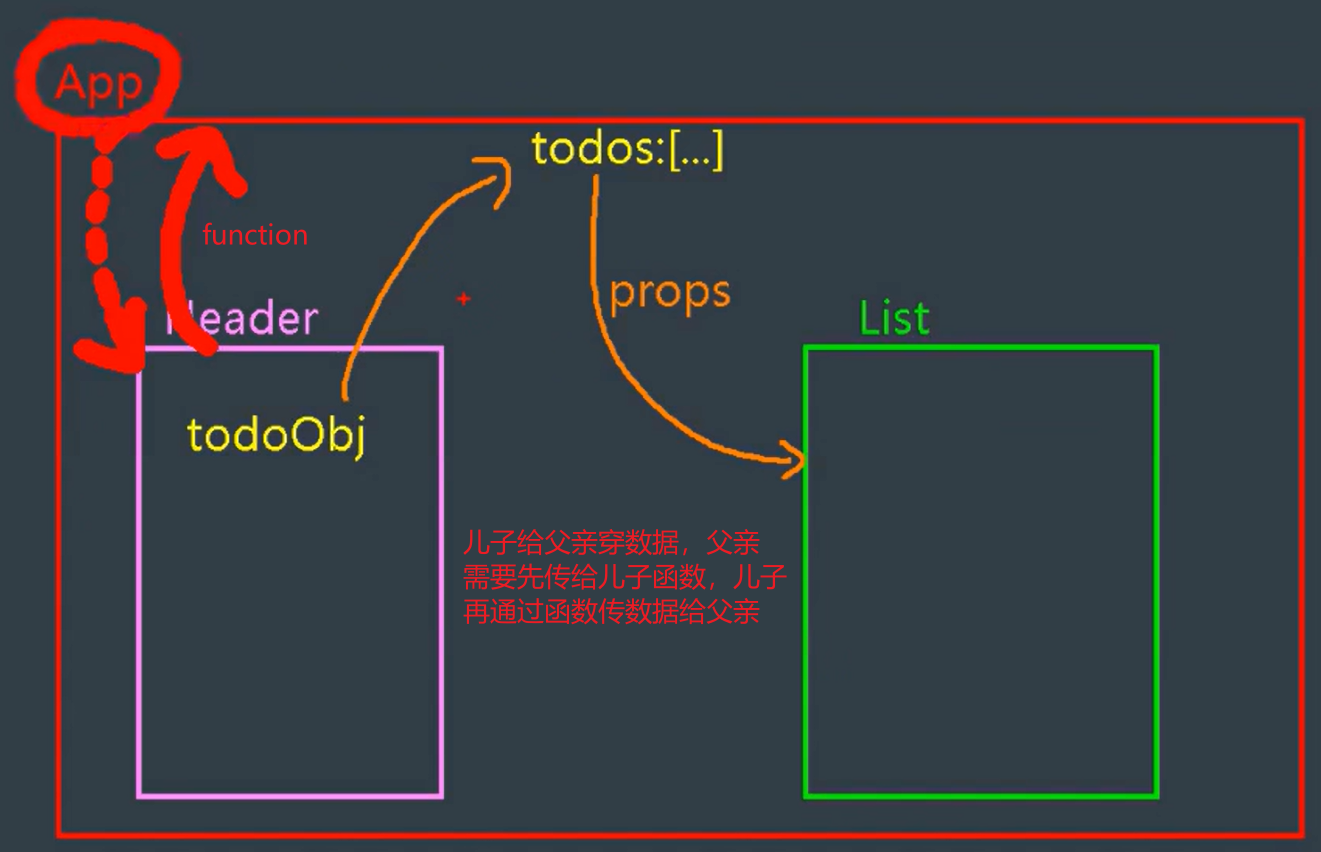 App
todos:[...]
function
props
Header
List
todoObj
儿子给父亲穿数据，父亲
需要先传给儿子函数，儿子
再通过函数传数据给父亲